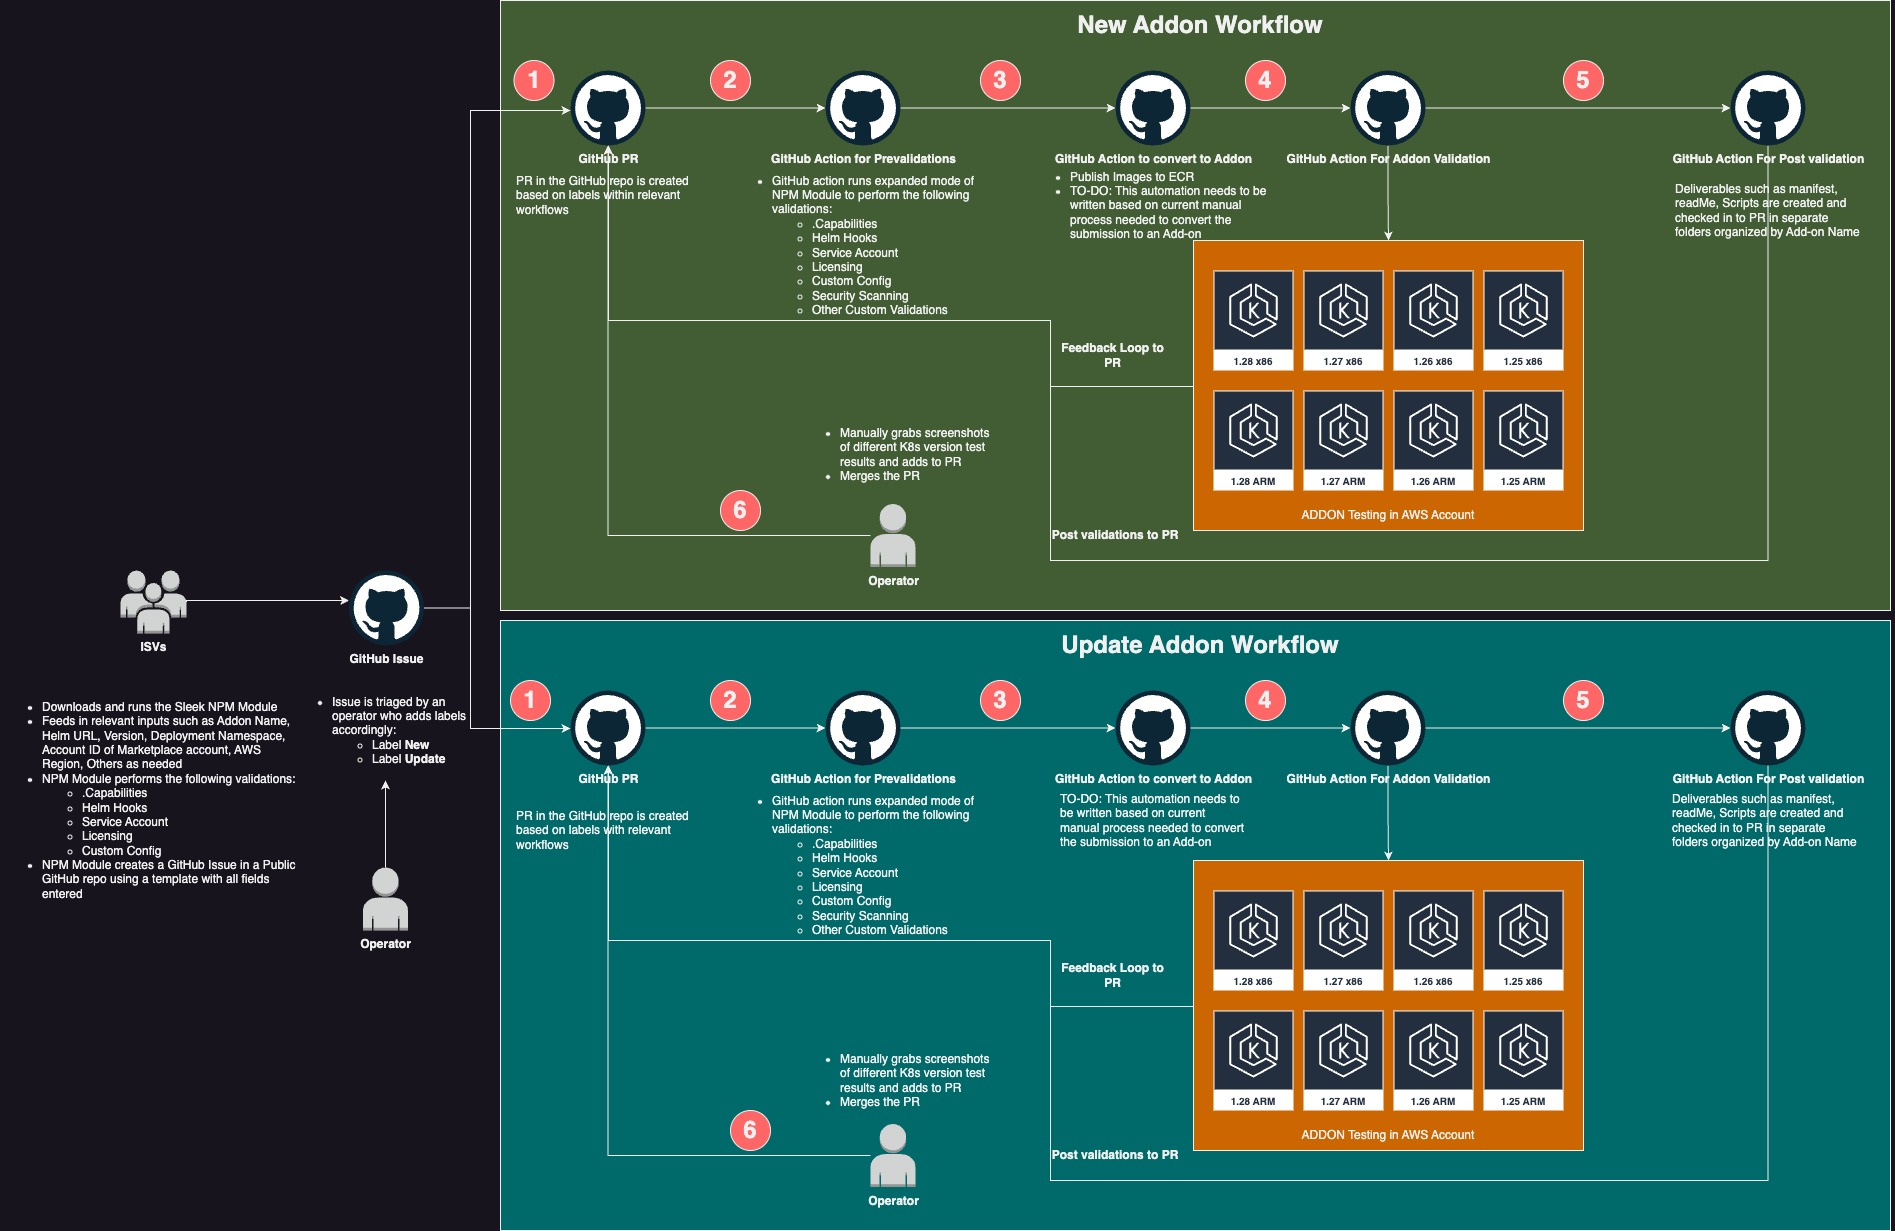 New Addon Workflow
1
2
3
4
5
GitHub PR
PR in the GitHub repo is created
based on labels within relevant
workflows
GitHub Action for Prevalidations
GitHub action runs expanded mode of
NPM Module to perform the following
validations:
.Capabilities
Helm Hooks
Service Account
Licensing
Custom Config
Security Scanning
Other Custom Validations
GitHub Action to convert to Addon
Publish Images to ECR
TO-DO: This automation needs to be
written based on current manual
process needed to convert the
submission to an Add-on
GitHub Action For Addon Validation
GitHub Action For Post validation
Deliverables such as manifest,
readMe, Scripts are created and
checked in to PR in separate
folders organized by Add-on Name
K
K
K
K
1.28 x86
1.27 x86
1.26 x86
1.25 x86
K
K
K
K
1.28 ARM
1.27 ARM
1.26 ARM
1.25 ARM
ADDON Testing in AWS Account
Feedback Loop to
PR
Manually grabs screenshots
of different K8s version test
results and adds to PR
Merges the PR
6
Operator
Post validations to PR
ISVs
Downloads and runs the Sleek NPM Module
Feeds in relevant inputs such as Addon Name,
Helm URL, Version, Deployment Namespace,
Account ID of Marketplace account, AWS
Region, Others as needed
NPM Module performs the following validations:
.Capabilities
Helm Hooks
Service Account
Licensing
Custom Config
NPM Module creates a GitHub Issue in a Public
GitHub repo using a template with all fields
entered
GitHub Issue
Issue is triaged by an
operator who adds labels
accordingly:
Label New
Label Update
Operator
Update Addon Workflow
1
2
3
4
5
GitHub PR
PR in the GitHub repo is created
based on labels with relevant
workflows
GitHub Action for Prevalidations
GitHub action runs expanded mode of
NPM Module to perform the following
validations:
.Capabilities
Helm Hooks
Service Account
Licensing
Custom Config
Security Scanning
Other Custom Validations
GitHub Action to convert to Addon
TO-DO: This automation needs to
be written based on current
manual process needed to convert
the submission to an Add-on
GitHub Action For Addon Validation
GitHub Action For Post validation
Deliverables such as manifest,
readMe, Scripts are created and
checked in to PR in separate
folders organized by Add-on Name
K
K
K
K
1.28 x86
1.27 x86
1.26 x86
1.25 x86
K
K
K
K
1.28 ARM
1.27 ARM
1.26 ARM
1.25 ARM
ADDON Testing in AWS Account
Feedback Loop to
PR
Manually grabs screenshots
of different K8s version test
results and adds to PR
Merges the PR
6
Operator
Post validations to PR